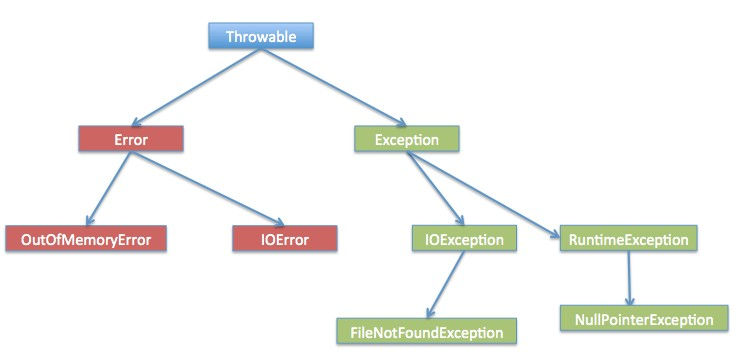 Throwable
Error
Exception
OutOfMemoryError
IOError
IOException
RuntimeException
FileNotFoundException
NullPointerException